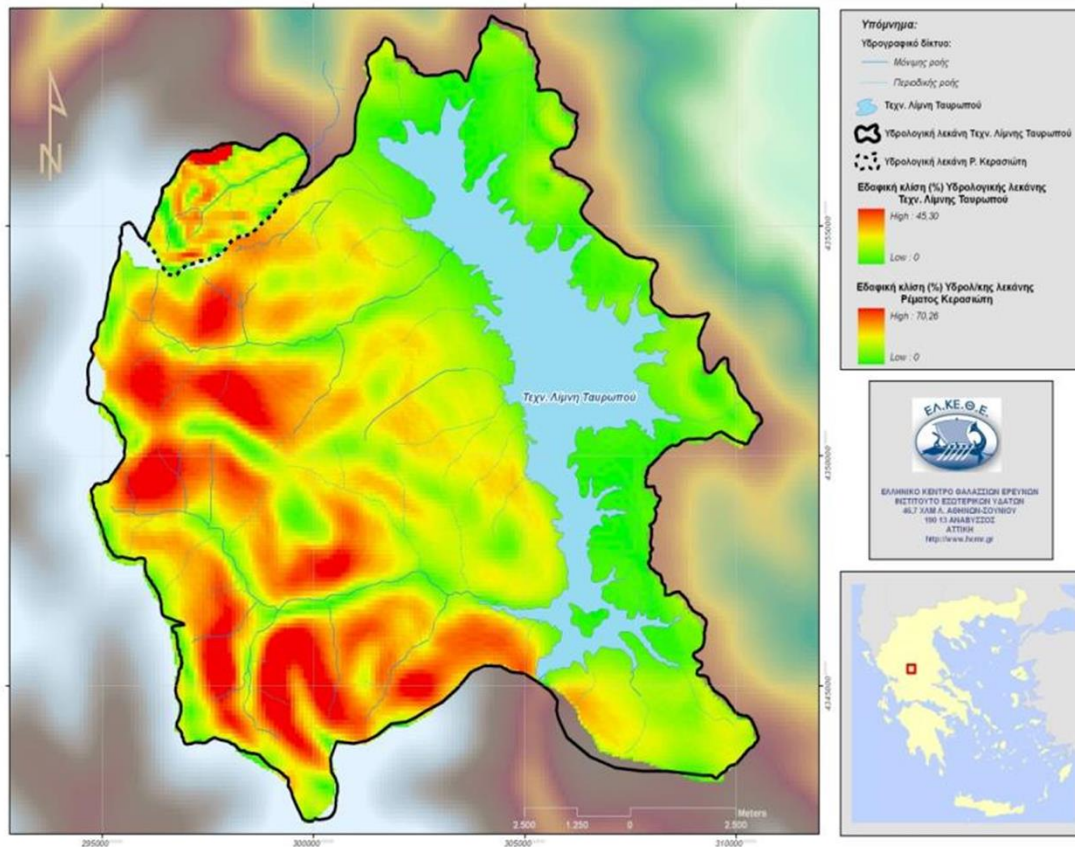 N
Τεχν. Λίμνη Ταυρωπού
Meters
2.500 1.250 0 2.500
295000
300000
305000
310000
4355000
4350000
4345000
Υπόμνημα:
Υδρογραφικό δίκτυο:
Μόνιμης ροής
Περιοδικής ροής
Τεχν. Λίμνη Ταυρωπού
Υδρολογική λεκάνη Τεχν. Λίμνης Ταυρωπού
Υδρολογική λεκάνη Ρ. Κερασιώτη
Εδαφική κλίση (%) Υδρολογικής λεκάνης
Τεχν. Λίμνης Ταυρωπού
High : 45,30
Low : 0
Εδαφική κλίση (%) Υδρολ/κης λεκάνης
Ρέματος Κερασιώτη
High : 70,26
Low : 0
ΕΛ.ΚΕ.Θ.Ε.
ΕΛΛΗΝΙΚΟ ΚΕΝΤΡΟ ΘΑΛΑΣΣΙΩΝ ΕΡΕΥΝΩΝ
ΙΝΣΤΙΤΟΥΤΟ ΕΣΩΤΕΡΙΚΩΝ ΥΔΑΤΩΝ
46,7 ΧΛΜ Λ. ΑΘΗΝΩΝ-ΣΟΥΝΙΟΥ
190 13 ΑΝΑΒΥΣΣΟΣ
ΑΤΤΙΚΗ
http://www.hcmr.gr